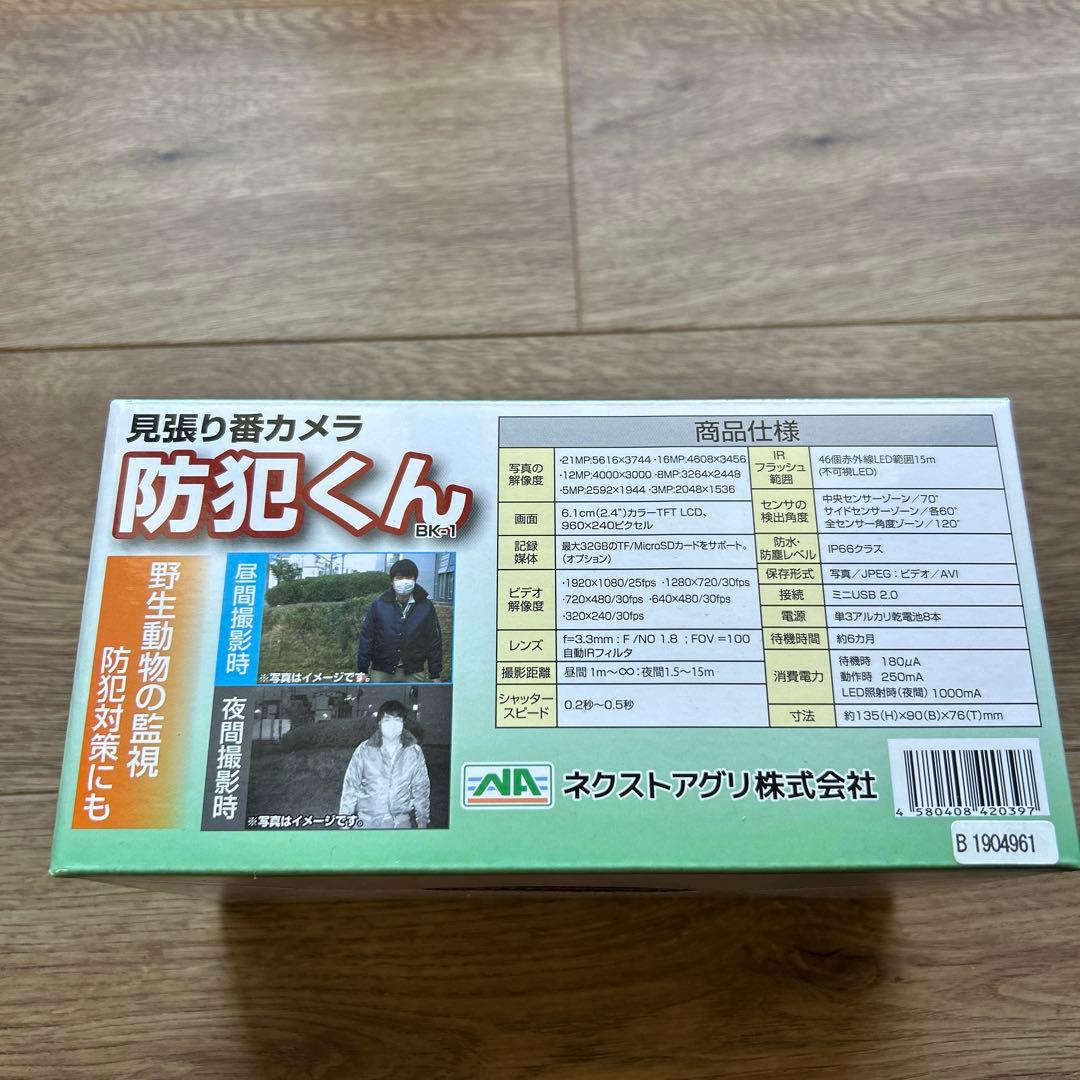 見張り番カメラ
防犯くん
BK-1
野生動物の監視
防犯対策にも
昼間撮影時
※写真はイメージです。
夜間撮影時
※写真はイメージです。
商品仕様
写真の解像度
・21MP:5616×3744 ・16MP:4608×3456
・12MP:4000×3000 ・8MP:3264×2448
・5MP:2592×1944 ・3MP:2048×1536
画面
6.1cm(2.4")カラーTFT LCD、
960×240ピクセル
記録媒体
最大32GBのTF/MicroSDカードをサポート。
(オプション)
ビデオ解像度
・1920×1080/25fps ・1280×720/30fps
・720×480/30fps ・640×480/30fps
・320×240/30fps
レンズ
f=3.3mm : F /NO 1.8 ; FOV =100
自動IRフィルタ
撮影距離
昼間 1m〜∞:夜間1.5〜15m
シャッタースピード
0.2秒〜0.5秒
IR
フラッシュ
範囲
46個赤外線LED範囲15m
(不可視LED)
センサの検出角度
中央センサーゾーン/70°
サイドセンサーゾーン/各60°
全センサー角度ゾーン/120°
防水・防塵レベル
IP66クラス
保存形式
写真/JPEG:ビデオ/AVI
接続
ミニUSB 2.0
電源
単3アルカリ乾電池8本
待機時間
約6カ月
消費電力
待機時 180μA
動作時 250mA
LED照射時(夜間) 1000mA
寸法
約135(H)×90(B)×76(T)mm
NA
ネクストアグリ株式会社
4 580408 420397
B 1904961